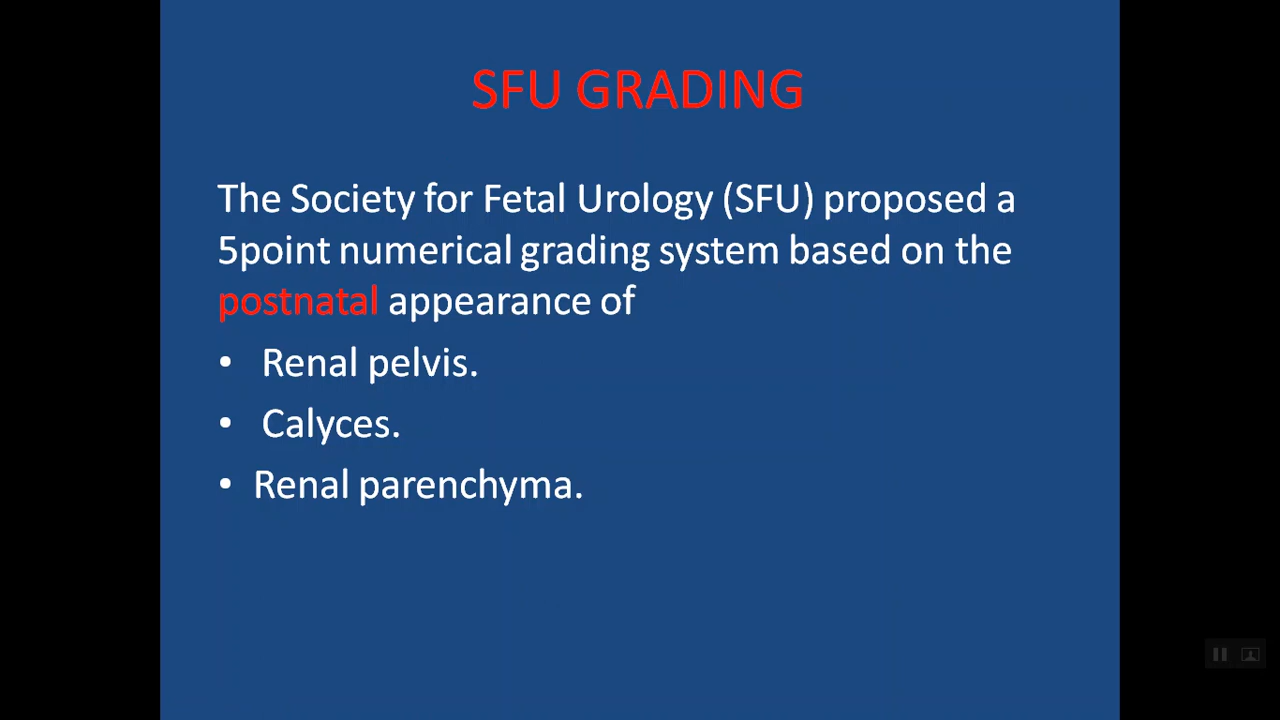 SFU GRADING
The Society for Fetal Urology (SFU) proposed a
5point numerical grading system based on the
postnatal appearance of
• Renal pelvis.
• Calyces.
• Renal parenchyma.